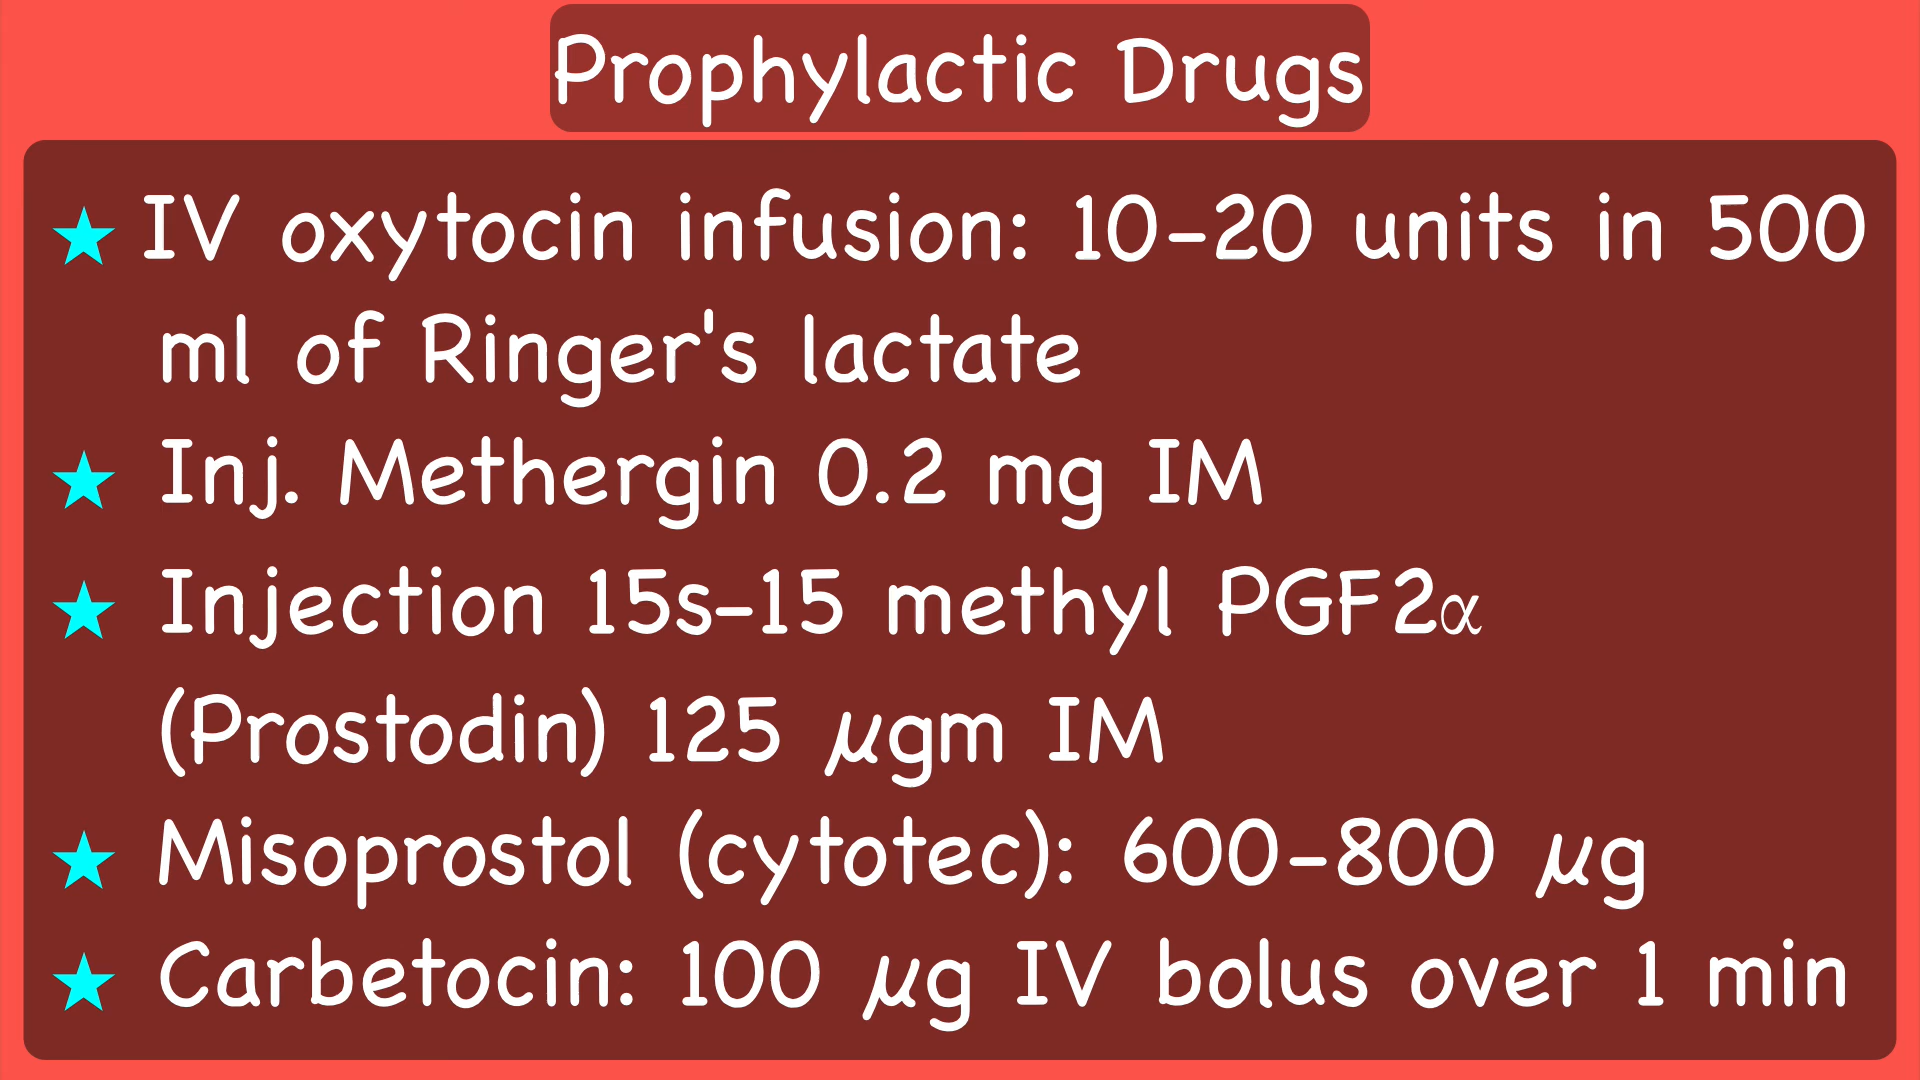 Prophylactic Drugs
★ IV oxytocin infusion: 10-20 units in 500
ml of Ringer's lactate
★ Inj. Methergin 0.2 mg IM
★ Injection 15s-15 methyl PGF2α
(Prostodin) 125 µgm IM
★ Misoprostol (cytotec): 600-800 µg
★ Carbetocin: 100 µg IV bolus over 1 min